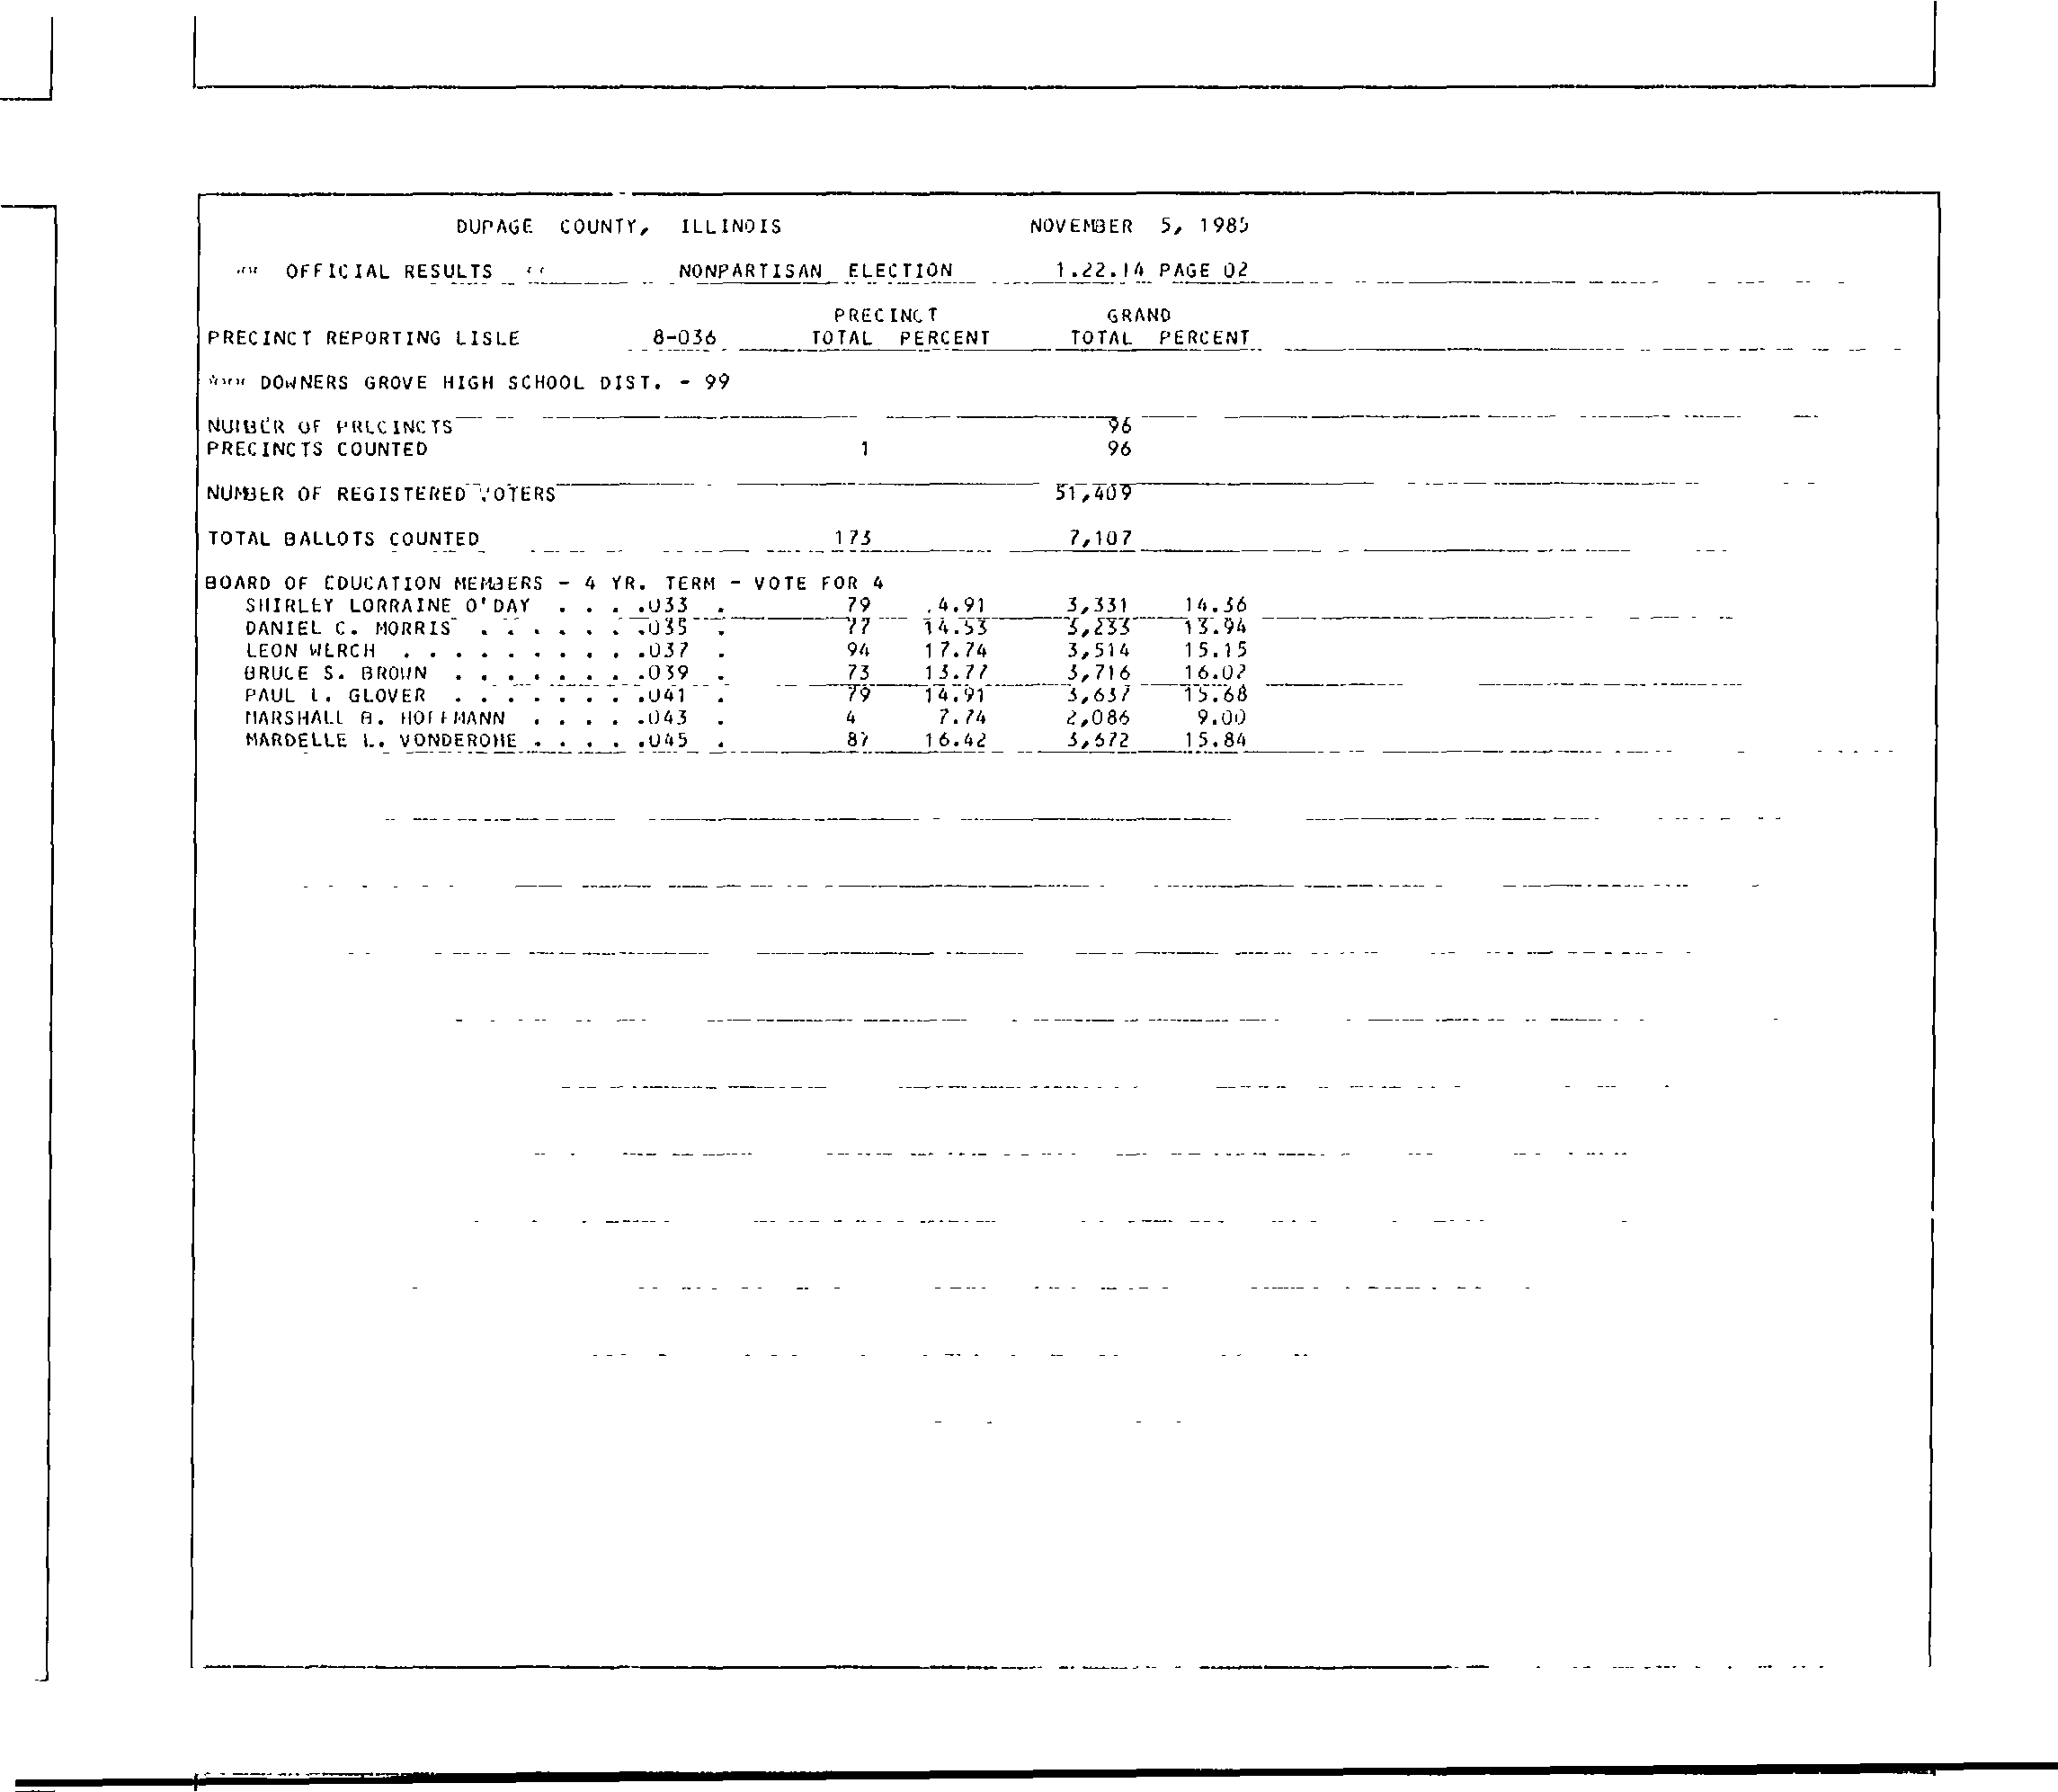 DUPAGE COUNTY, ILLINOIS NOVEMBER 5, 1985
OFFICIAL RESULTS NONPARTISAN ELECTION 1.22.14 PAGE 02
PRECINCT GRAND
PRECINCT REPORTING LISLE 8-036 TOTAL PERCENT TOTAL PERCENT
DOWNERS GROVE HIGH SCHOOL DIST. - 99
NUMBER OF PRECINCTS 96
PRECINCTS COUNTED 1 96
NUMBER OF REGISTERED VOTERS 51,409
TOTAL BALLOTS COUNTED 173 7,107
BOARD OF EDUCATION MEMBERS - 4 YR. TERM - VOTE FOR 4
SHIRLEY LORRAINE O'DAY . . . .033 . 79 .4.91 3,331 14.36
DANIEL C. MORRIS . . . . . . .035 . 77 14.53 3,233 13.94
LEON WERCH . . . . . . . . . .037 . 94 17.74 3,514 15.15
BRUCE S. BROWN . . . . . . . .039 . 73 13.77 3,716 16.02
PAUL L. GLOVER . . . . . . . .041 . 79 14.91 3,637 15.68
MARSHALL B. HOFFMANN . . . . .043 . 4 7.74 2,086 9.00
MARDELLE L. VONDEROHE . . . . .045 . 87 16.42 3,672 15.84